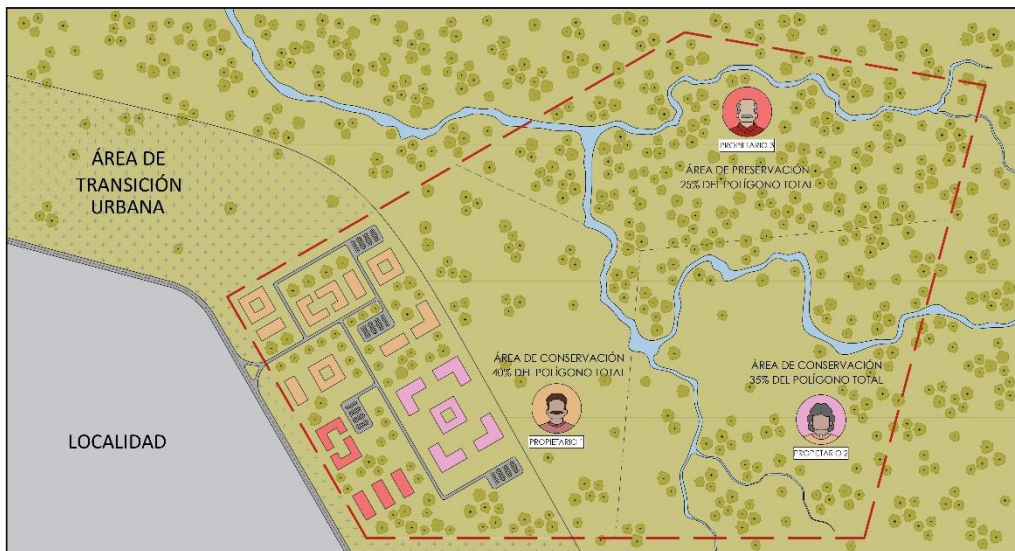 ÁREA DE
TRANSICIÓN
URBANA
LOCALIDAD
PROPIETARIO 3
ÁREA DE PRESERVACIÓN
25% DEL POLÍGONO TOTAL
ÁREA DE CONSERVACIÓN
40% DEL POLÍGONO TOTAL
PROPIETARIO 1
ÁREA DE CONSERVACIÓN
35% DEL POLÍGONO TOTAL
PROPIETARIO 2